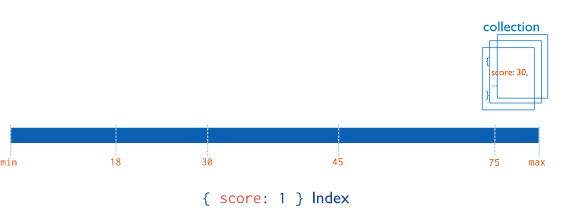 collection
{
score: 30,
...
}
min 18 30 45 75 max
{ score: 1 } Index